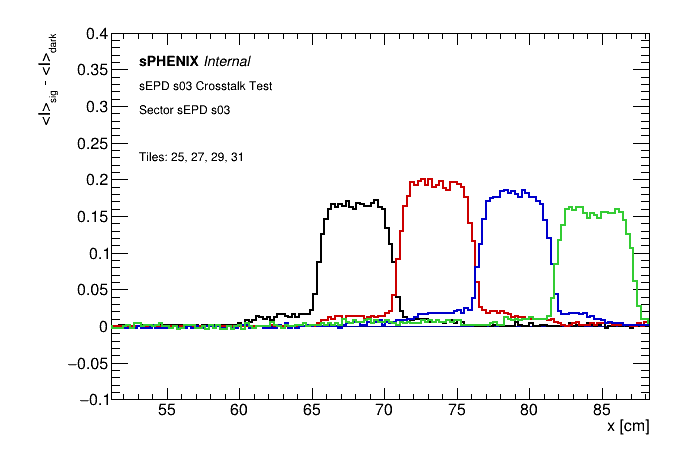 <I>sig - <I>dark
0.4
0.35
0.3
0.25
0.2
0.15
0.1
0.05
0
−0.05
−0.1
sPHENIX Internal
sEPD s03 Crosstalk Test
Sector sEPD s03
Tiles: 25, 27, 29, 31
55 60 65 70 75 80 85
x [cm]